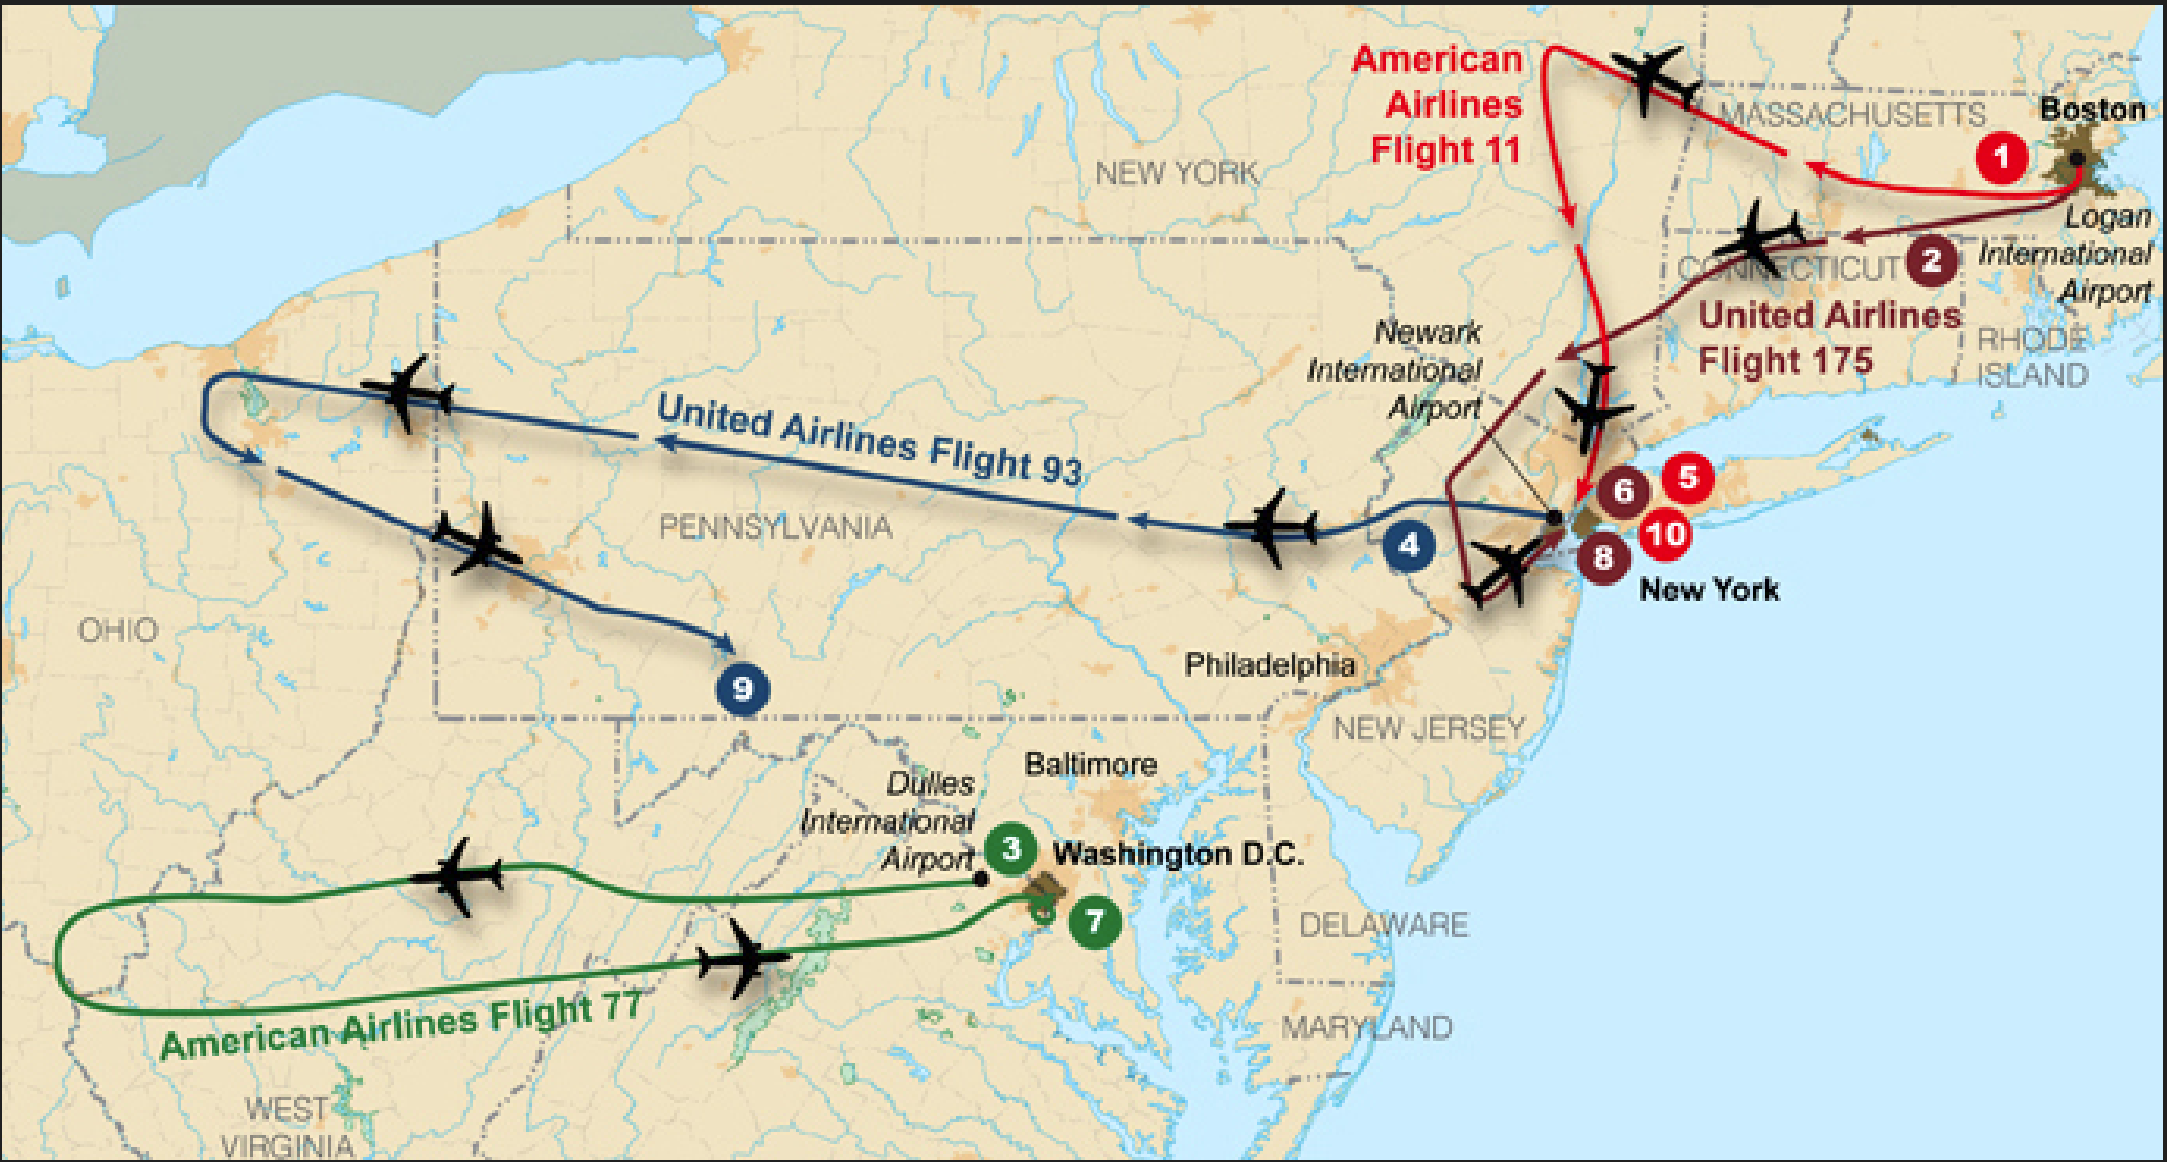 American
Airlines
Flight 11
MASSACHUSETTS
Boston
1
NEW YORK
Logan
International
Airport
CONNECTICUT
2
United Airlines
Flight 175
RHODE
ISLAND
Newark
International
Airport
United Airlines Flight 93
6
5
10
8
New York
4
PENNSYLVANIA
OHIO
9
Philadelphia
NEW JERSEY
Baltimore
Dulles
International
Airport
3
Washington D.C.
7
DELAWARE
American Airlines Flight 77
MARYLAND
WEST
VIRGINIA